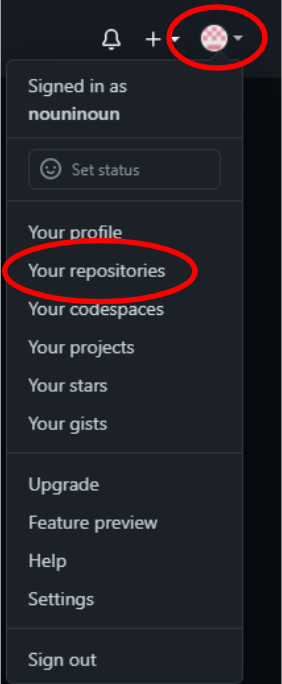 Signed in as
nouninoun
Set status
Your profile
Your repositories
Your codespaces
Your projects
Your stars
Your gists
Upgrade
Feature preview
Help
Settings
Sign out